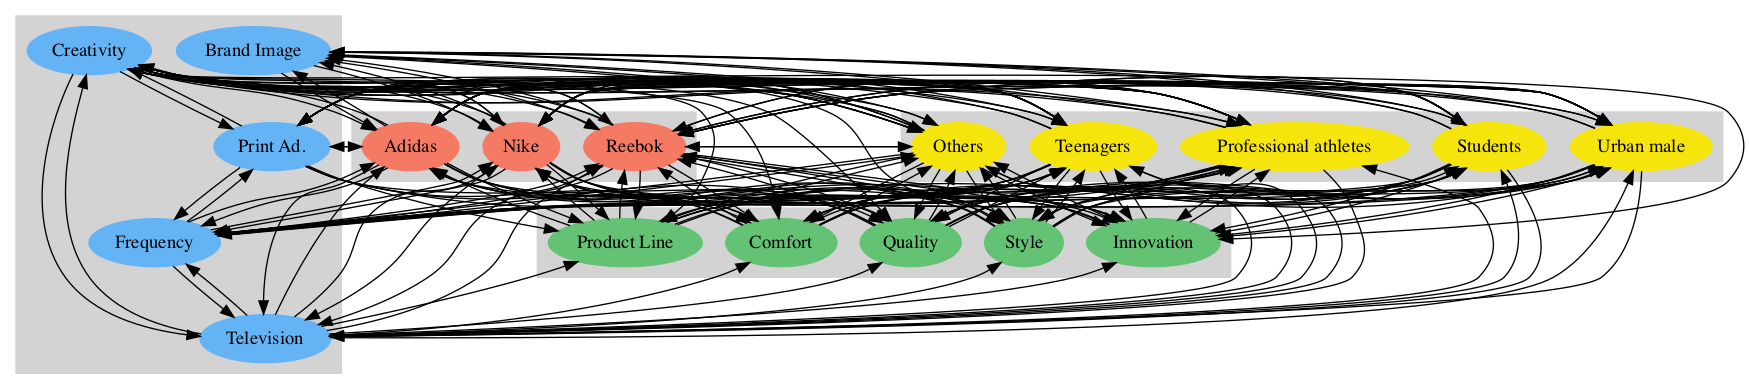 Creativity
Brand Image
Print Ad.
Adidas
Nike
Reebok
Others
Teenagers
Professional athletes
Students
Urban male
Frequency
Product Line
Comfort
Quality
Style
Innovation
Television